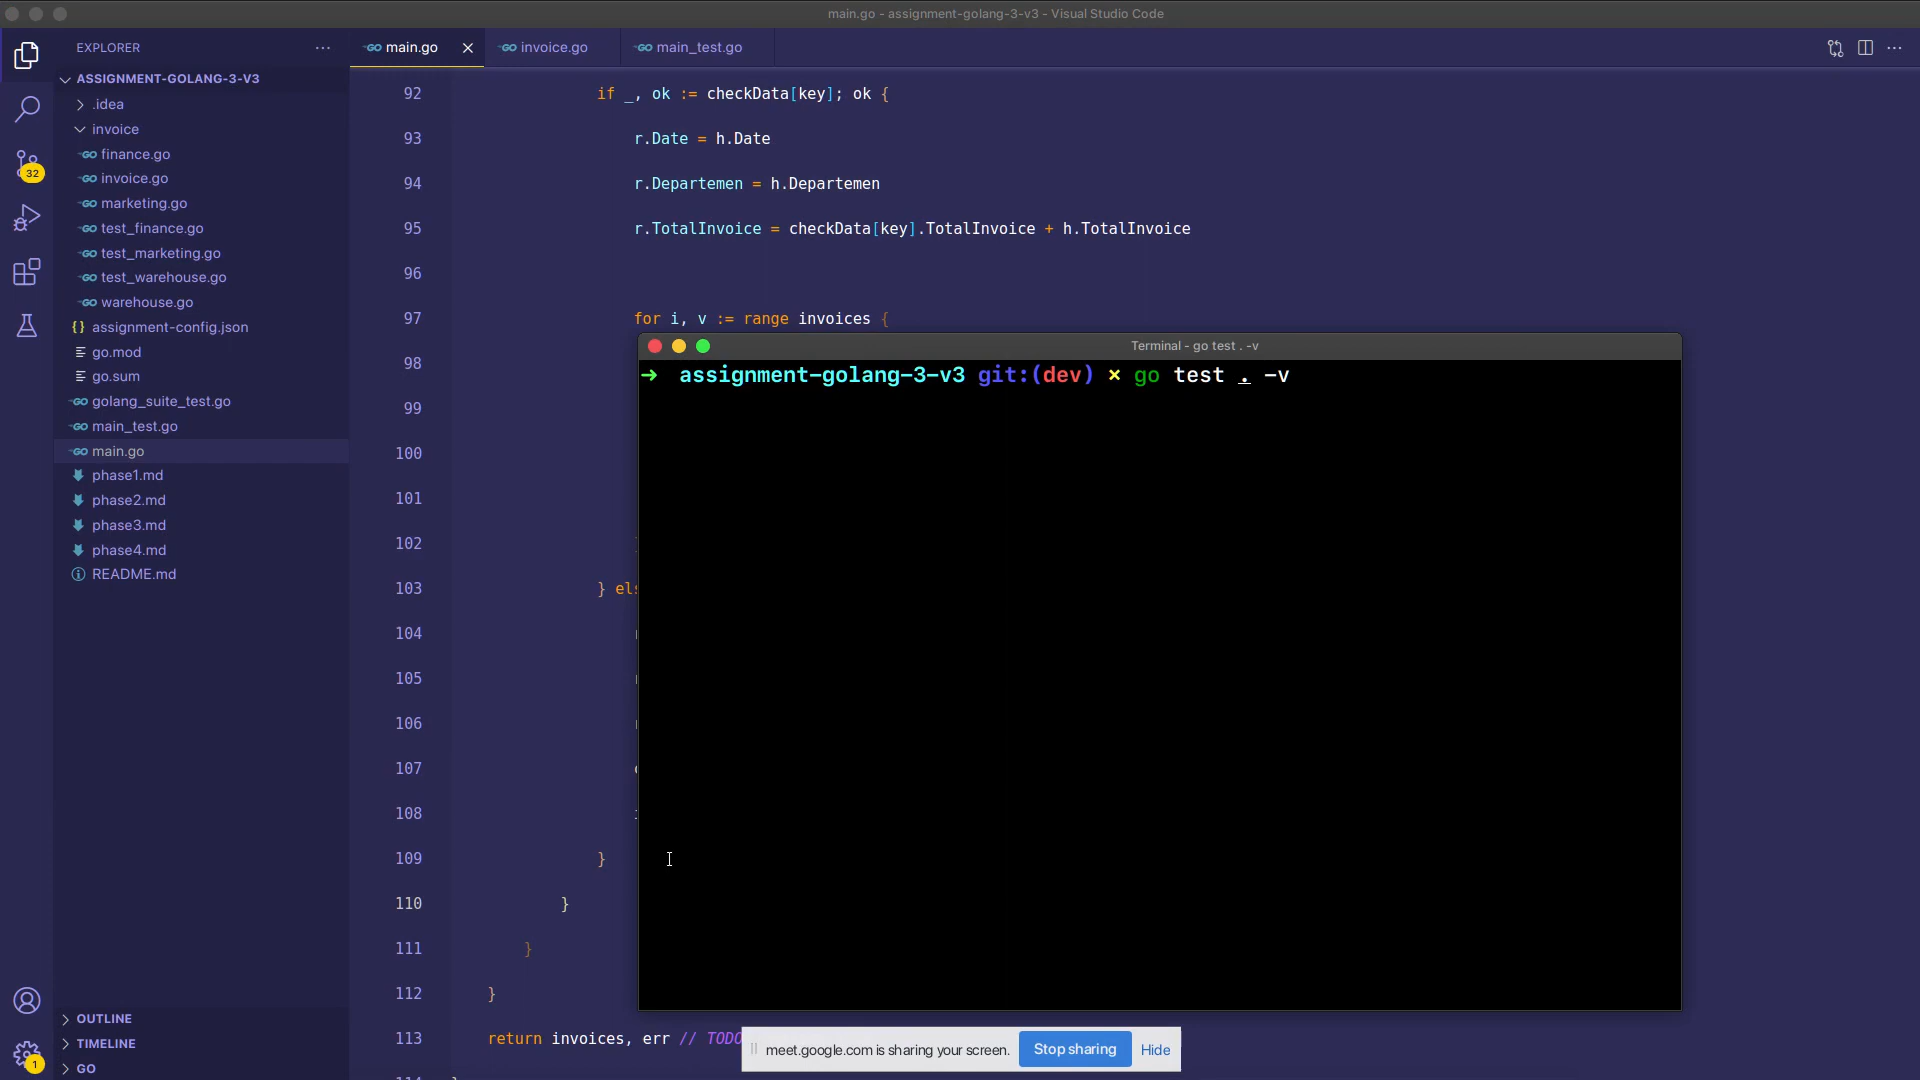 main.go - assignment-golang-3-v3 - Visual Studio Code
EXPLORER
main.go
invoice.go
main_test.go
ASSIGNMENT-GOLANG-3-V3
.idea
invoice
finance.go
invoice.go
marketing.go
test_finance.go
test_marketing.go
test_warehouse.go
warehouse.go
assignment-config.json
go.mod
go.sum
golang_suite_test.go
main_test.go
main.go
phase1.md
phase2.md
phase3.md
phase4.md
README.md
OUTLINE
TIMELINE
GO
32
1
92 if _, ok := checkData[key]; ok {
93 r.Date = h.Date
94 r.Departemen = h.Departemen
95 r.TotalInvoice = checkData[key].TotalInvoice + h.TotalInvoice
96
97 for i, v := range invoices {
98
99
100
101
102
103 } els
104
105
106
107
108
109 }
110 }
111 }
112 }
113 return invoices, err // TODO
Terminal - go test . -v
➜ assignment-golang-3-v3 git:(dev) × go test . -v
meet.google.com is sharing your screen.
Stop sharing
Hide